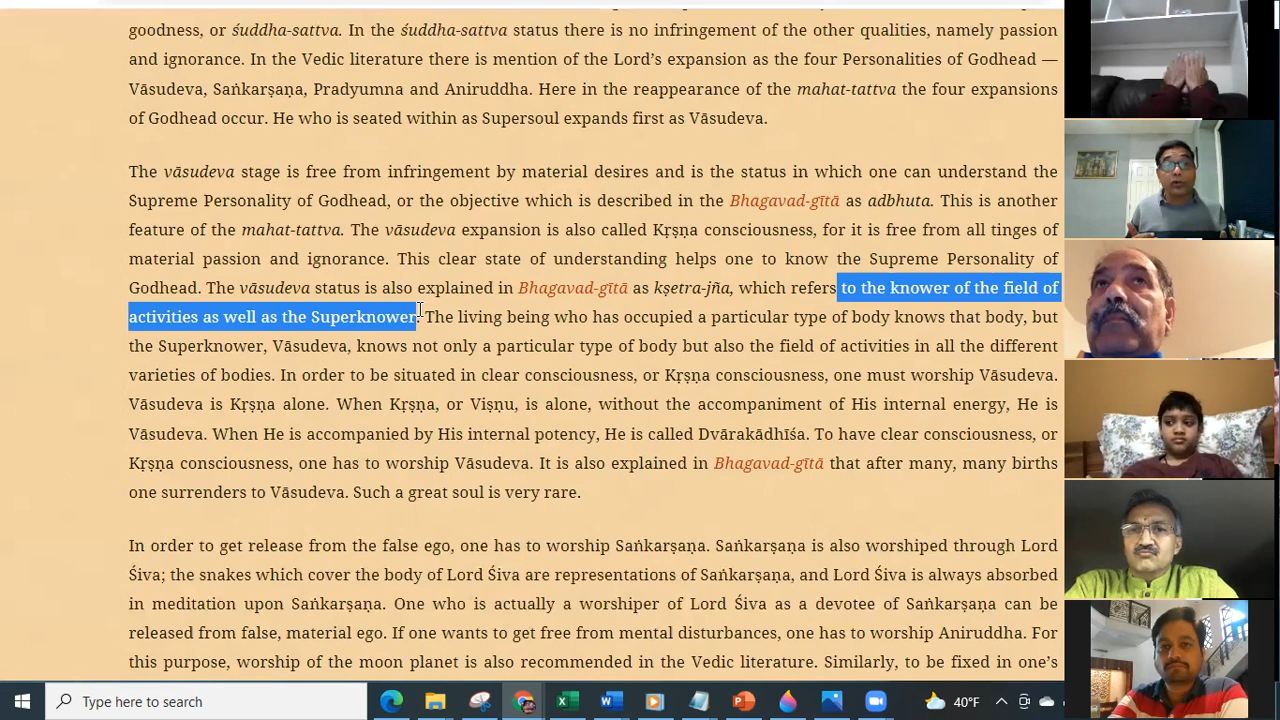 goodness, or śuddha-sattva. In the śuddha-sattva status there is no infringement of the other qualities, namely passion
and ignorance. In the Vedic literature there is mention of the Lord’s expansion as the four Personalities of Godhead —
Vāsudeva, Saṅkarṣaṇa, Pradyumna and Aniruddha. Here in the reappearance of the mahat-tattva the four expansions
of Godhead occur. He who is seated within as Supersoul expands first as Vāsudeva.
The vāsudeva stage is free from infringement by material desires and is the status in which one can understand the
Supreme Personality of Godhead, or the objective which is described in the Bhagavad-gītā as adbhuta. This is another
feature of the mahat-tattva. The vāsudeva expansion is also called Kṛṣṇa consciousness, for it is free from all tinges of
material passion and ignorance. This clear state of understanding helps one to know the Supreme Personality of
Godhead. The vāsudeva status is also explained in Bhagavad-gītā as kṣetra-jña, which refers to the knower of the field of
activities as well as the Superknower. The living being who has occupied a particular type of body knows that body, but
the Superknower, Vāsudeva, knows not only a particular type of body but also the field of activities in all the different
varieties of bodies. In order to be situated in clear consciousness, or Kṛṣṇa consciousness, one must worship Vāsudeva.
Vāsudeva is Kṛṣṇa alone. When Kṛṣṇa, or Viṣṇu, is alone, without the accompaniment of His internal energy, He is
Vāsudeva. When He is accompanied by His internal potency, He is called Dvārakādhīśa. To have clear consciousness, or
Kṛṣṇa consciousness, one has to worship Vāsudeva. It is also explained in Bhagavad-gītā that after many, many births
one surrenders to Vāsudeva. Such a great soul is very rare.
In order to get release from the false ego, one has to worship Saṅkarṣaṇa. Saṅkarṣaṇa is also worshiped through Lord
Śiva; the snakes which cover the body of Lord Śiva are representations of Saṅkarṣaṇa, and Lord Śiva is always absorbed
in meditation upon Saṅkarṣaṇa. One who is actually a worshiper of Lord Śiva as a devotee of Saṅkarṣaṇa can be
released from false, material ego. If one wants to get free from mental disturbances, one has to worship Aniruddha. For
this purpose, worship of the moon planet is also recommended in the Vedic literature. Similarly, to be fixed in one’s
Type here to search
40°F